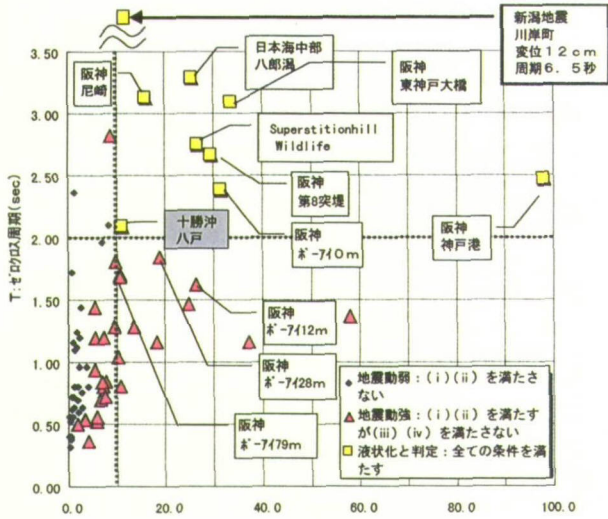 新潟地震
川岸町
変位12cm
周期6.5秒
日本海中部
八郎潟
阪神
尼崎
阪神
東神戸大橋
Superstitionhill
Wildlife
阪神
第8突堤
阪神
神戸港
十勝沖
八戸
阪神
ポーアイ0m
阪神
ポーアイ12m
阪神
ポーアイ28m
阪神
ポーアイ79m
地震動弱:(ⅰ)(ⅱ)を満たさ
ない
地震動強:(ⅰ)(ⅱ)を満たす
が(ⅲ)(ⅳ)を満たさない
液状化と判定:全ての条件を満
たす
T:ゼロクロス周期(sec)
3.50
3.00
2.50
2.00
1.50
1.00
0.50
0.00
0.0
20.0
40.0
60.0
80.0
100.0